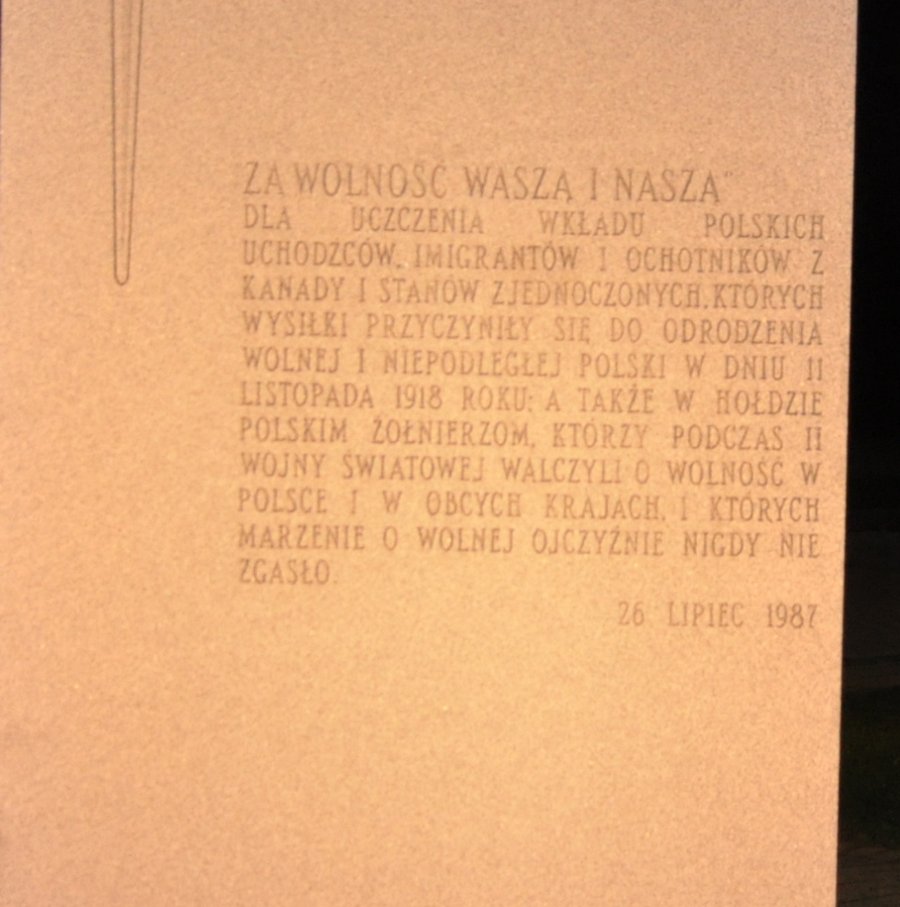 ZA WOLNOŚĆ WASZĄ I NASZĄ"
DLA UCZCZENIA WKŁADU POLSKICH
UCHODŹCÓW, IMIGRANTÓW I OCHOTNIKÓW Z
KANADY I STANÓW ZJEDNOCZONYCH, KTÓRYCH
WYSIŁKI PRZYCZYNIŁY SIĘ DO ODRODZENIA
WOLNEJ I NIEPODLEGŁEJ POLSKI W DNIU 11
LISTOPADA 1918 ROKU; A TAKŻE W HOŁDZIE
POLSKIM ŻOŁNIERZOM, KTÓRZY PODCZAS II
WOJNY ŚWIATOWEJ WALCZYLI O WOLNOŚĆ W
POLSCE I W OBCYCH KRAJACH, I KTÓRYCH
MARZENIE O WOLNEJ OJCZYŹNIE NIGDY NIE
ZGASŁO.
26 LIPIEC 1987